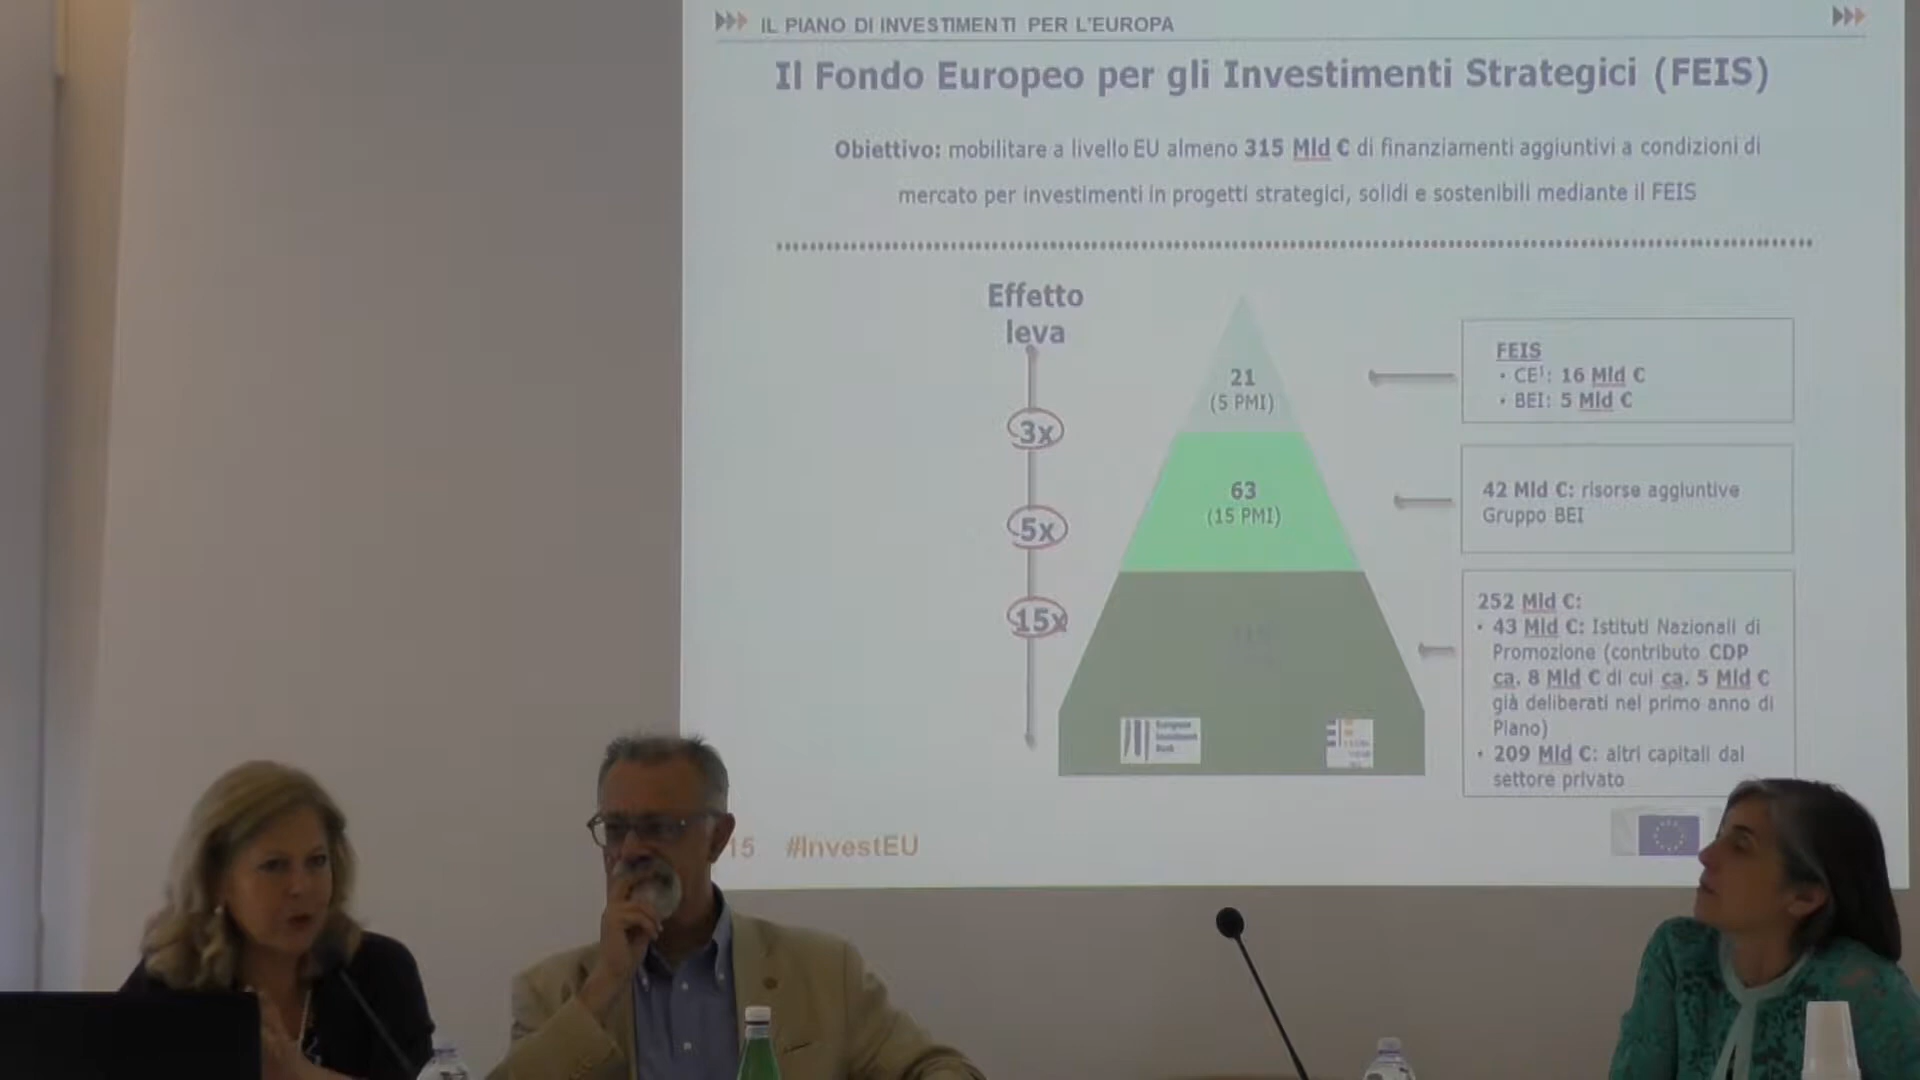 IL PIANO DI INVESTIMENTI PER L'EUROPA
Il Fondo Europeo per gli Investimenti Strategici (FEIS)
Obiettivo: mobilitare a livello EU almeno 315 Mld € di finanziamenti aggiuntivi a condizioni di
mercato per investimenti in progetti strategici, solidi e sostenibili mediante il FEIS
Effetto
leva
3x
5x
15x
21
(5 PMI)
63
(15 PMI)
European
Investment
Bank
FEIS
• CE¹: 16 Mld €
• BEI: 5 Mld €
42 Mld €: risorse aggiuntive
Gruppo BEI
252 Mld €:
• 43 Mld €: Istituti Nazionali di
Promozione (contributo CDP
ca. 8 Mld € di cui ca. 5 Mld €
già deliberati nel primo anno di
Piano)
• 209 Mld €: altri capitali dal
settore privato
15 #InvestEU